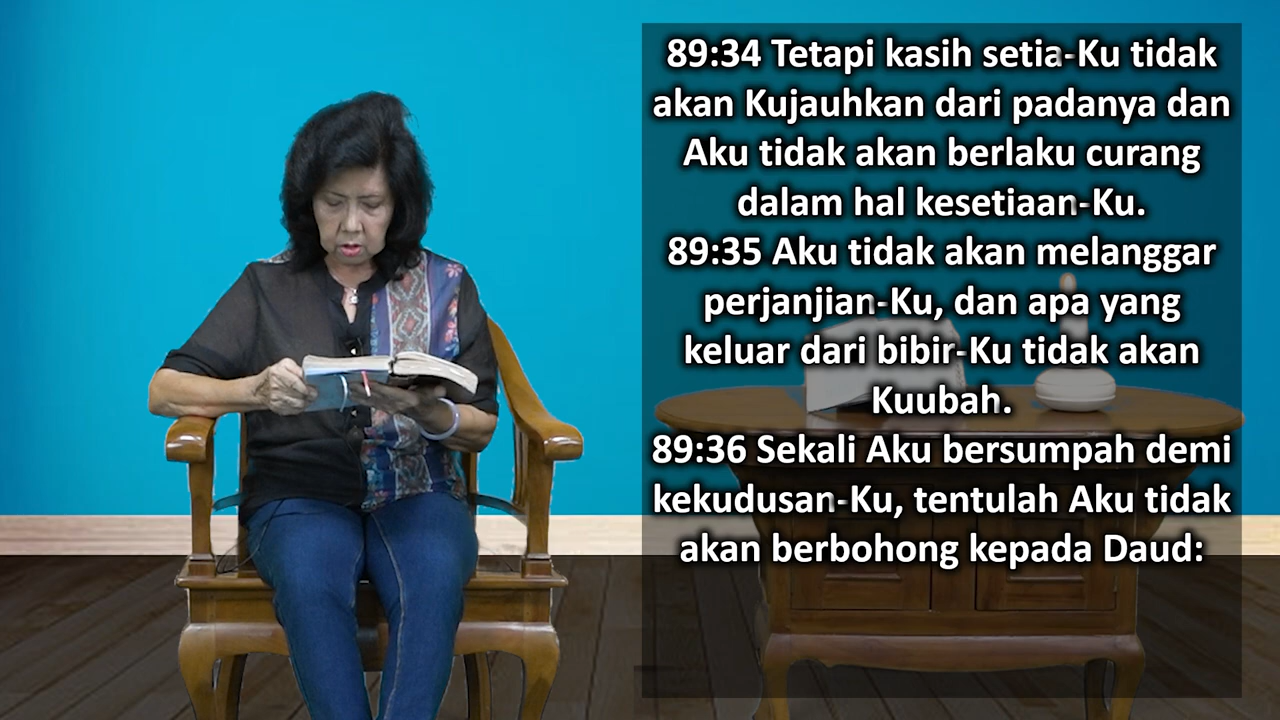 89:34 Tetapi kasih setia-Ku tidak
akan Kujauhkan dari padanya dan
Aku tidak akan berlaku curang
dalam hal kesetiaan-Ku.
89:35 Aku tidak akan melanggar
perjanjian-Ku, dan apa yang
keluar dari bibir-Ku tidak akan
Kuubah.
89:36 Sekali Aku bersumpah demi
kekudusan-Ku, tentulah Aku tidak
akan berbohong kepada Daud: